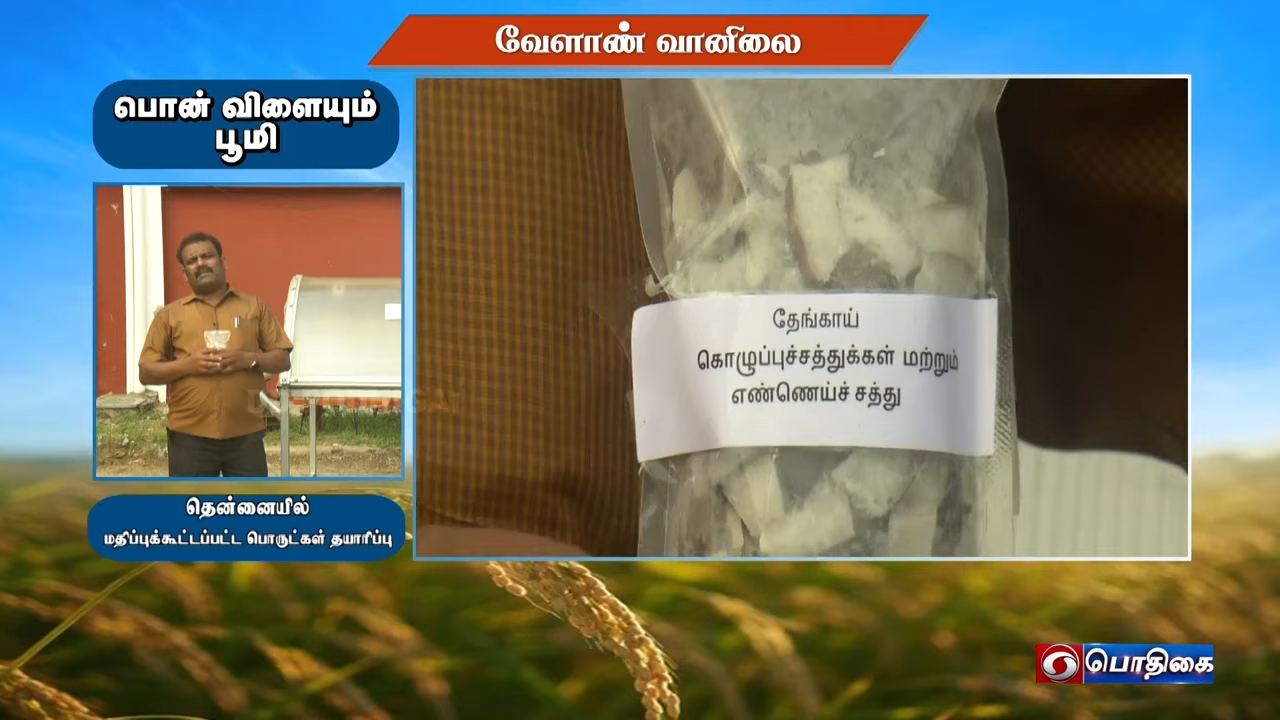 வேளாண் வானிலை
பொன் விளையும்
பூமி
தேங்காய்
கொழுப்புச்சத்துக்கள் மற்றும்
எண்ணெய்ச் சத்து
தென்னையில்
மதிப்புக்கூட்டப்பட்ட பொருட்கள் தயாரிப்பு
பொதிகை